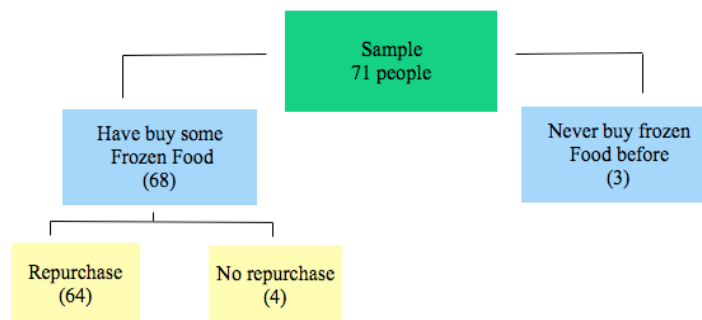 Sample
71 people
Have buy some
Frozen Food
(68)
Never buy frozen
Food before
(3)
Repurchase
(64)
No repurchase
(4)